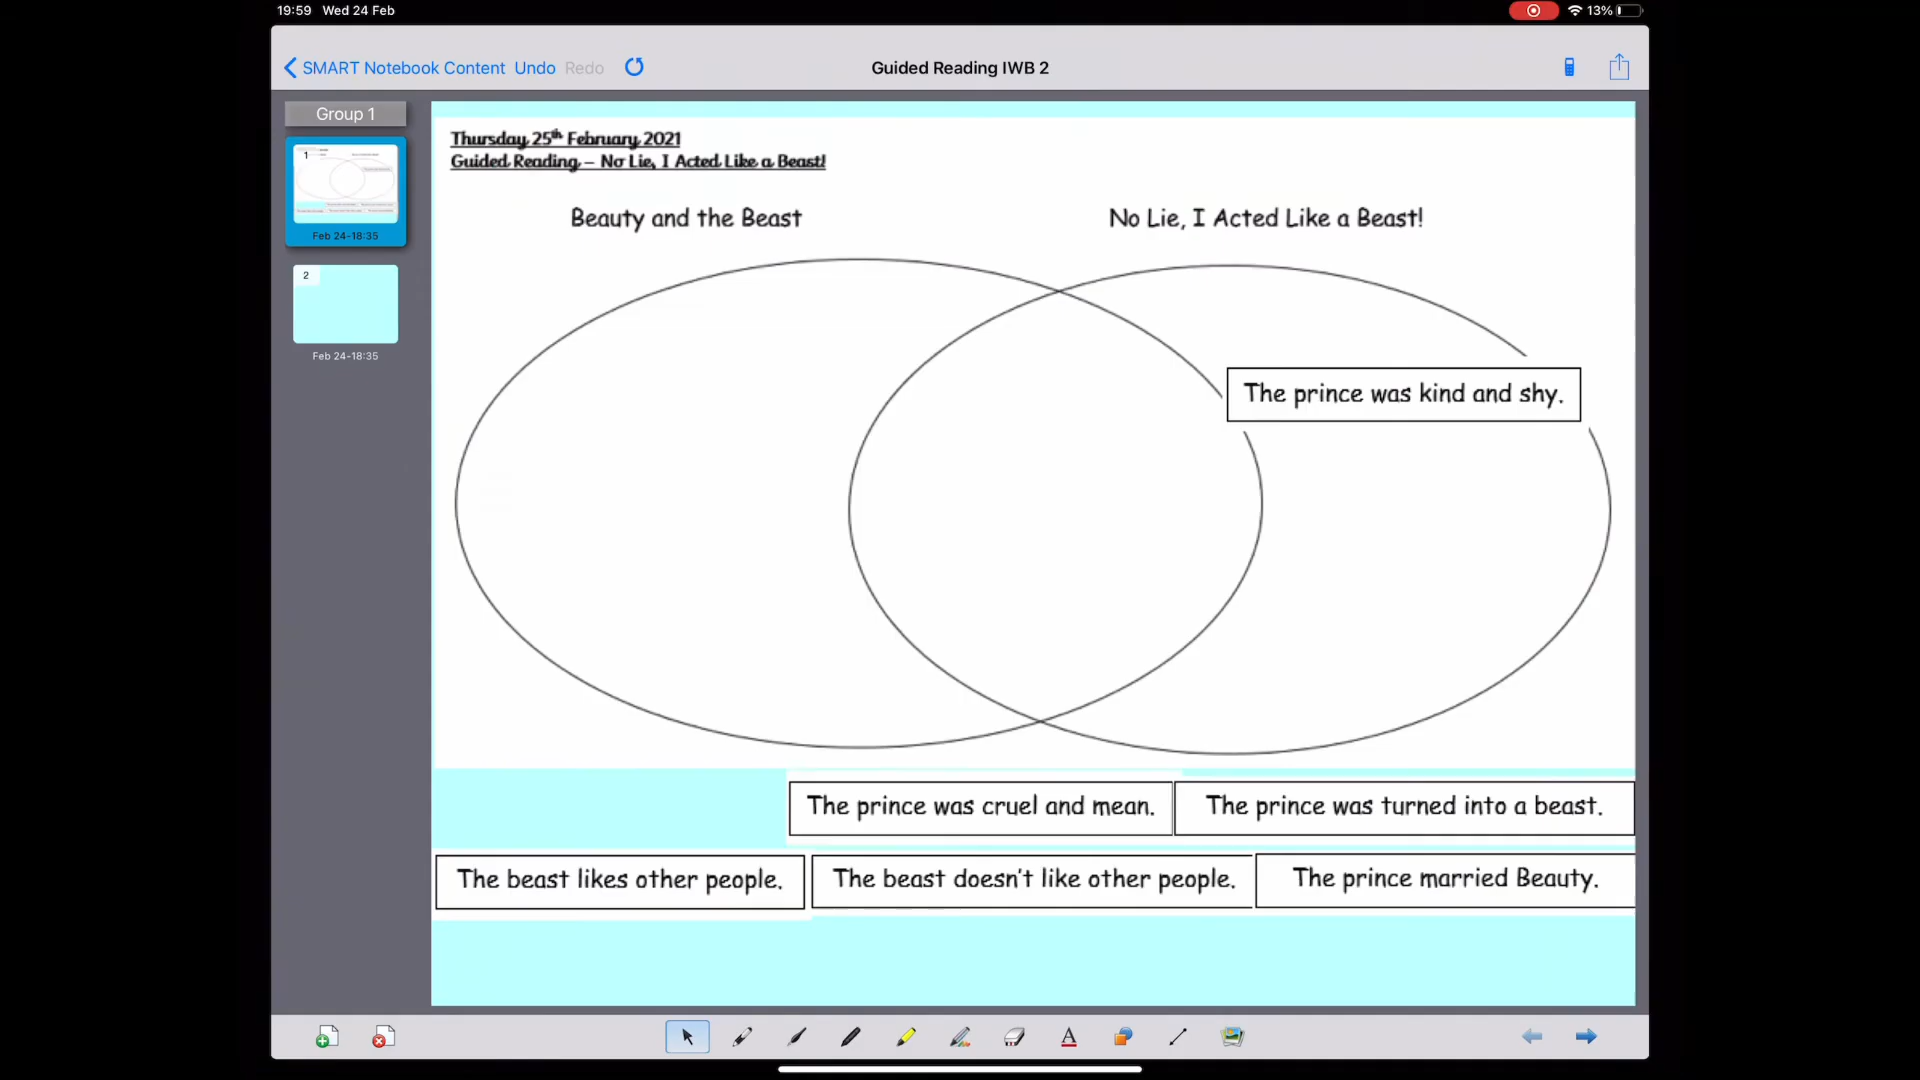 19:59 Wed 24 Feb
13%
SMART Notebook Content Undo Redo
Guided Reading IWB 2
Group 1
1
Feb 24-18:35
2
Feb 24-18:35
Thursday 25th February 2021
Guided Reading – No Lie, I Acted Like a Beast!
Beauty and the Beast
No Lie, I Acted Like a Beast!
The prince was kind and shy.
The prince was cruel and mean.
The prince was turned into a beast.
The beast likes other people.
The beast doesn't like other people.
The prince married Beauty.
A